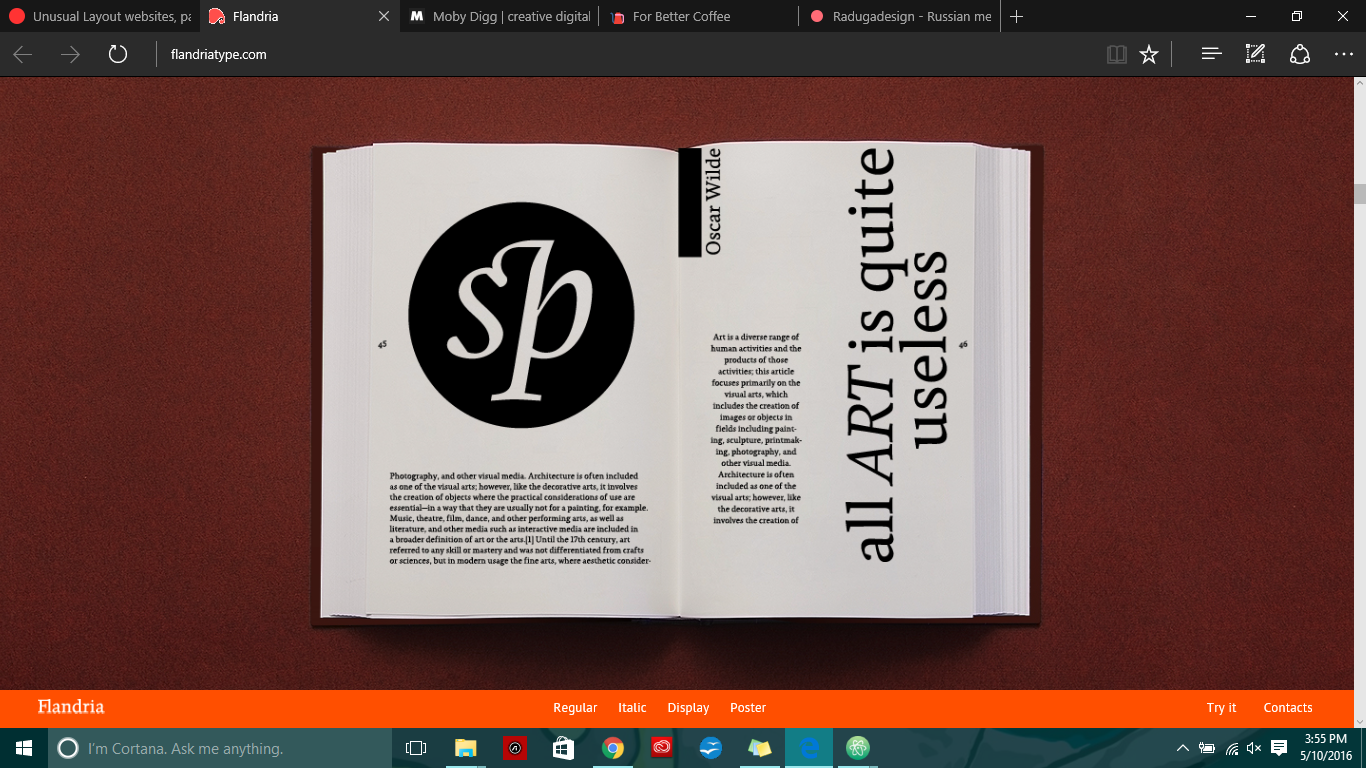 Unusual Layout websites, pa
Flandria
Moby Digg | creative digital
For Better Coffee
Radugadesign - Russian me
flandriatype.com
sp
45
Photography, and other visual media. Architecture is often included
as one of the visual arts; however, like the decorative arts, it involves
the creation of objects where the practical considerations of use are
essential—in a way that they are usually not for a painting, for example.
Music, theatre, film, dance, and other performing arts, as well as
literature, and other media such as interactive media are included in
a broader definition of art or the arts.[1] Until the 17th century, art
referred to any skill or mastery and was not differentiated from crafts
or sciences, but in modern usage the fine arts, where aesthetic consider-
Oscar Wilde
Art is a diverse range of
human activities and the
products of those
activities; this article
focuses primarily on the
visual arts, which
includes the creation of
images or objects in
fields including paint-
ing, sculpture, printmak-
ing, photography, and
other visual media.
Architecture is often
included as one of the
visual arts; however, like
the decorative arts, it
involves the creation of
all ART is quite
useless
46
Flandria
Regular
Italic
Display
Poster
Try it
Contacts
I'm Cortana. Ask me anything.
3:55 PM
5/10/2016